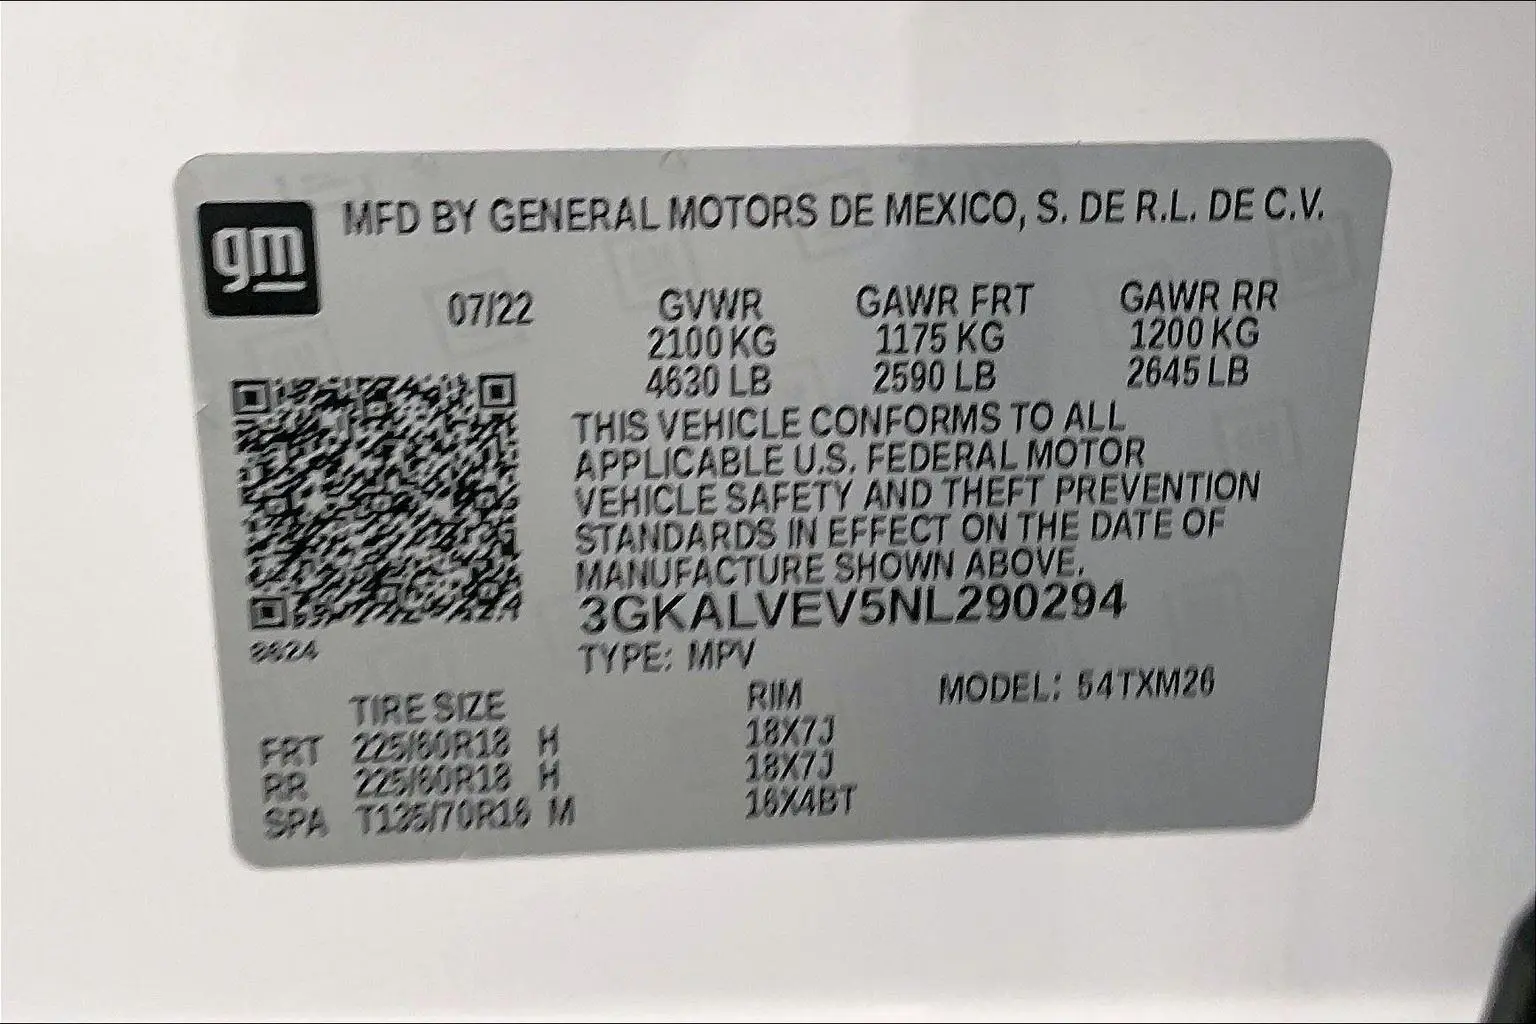 gm
MFD BY GENERAL MOTORS DE MEXICO, S. DE R.L. DE C.V.
07/22 GVWR GAWR FRT GAWR RR
2100 KG 1175 KG 1200 KG
4630 LB 2590 LB 2645 LB
THIS VEHICLE CONFORMS TO ALL
APPLICABLE U.S. FEDERAL MOTOR
VEHICLE SAFETY AND THEFT PREVENTION
STANDARDS IN EFFECT ON THE DATE OF
MANUFACTURE SHOWN ABOVE.
3GKALVEV5NL290294
8624
TYPE: MPV
MODEL: 54TXM26
TIRE SIZE RIM
FRT 225/60R18 H 18X7J
RR 225/60R18 H 18X7J
SPA T135/70R16 M 16X4BT